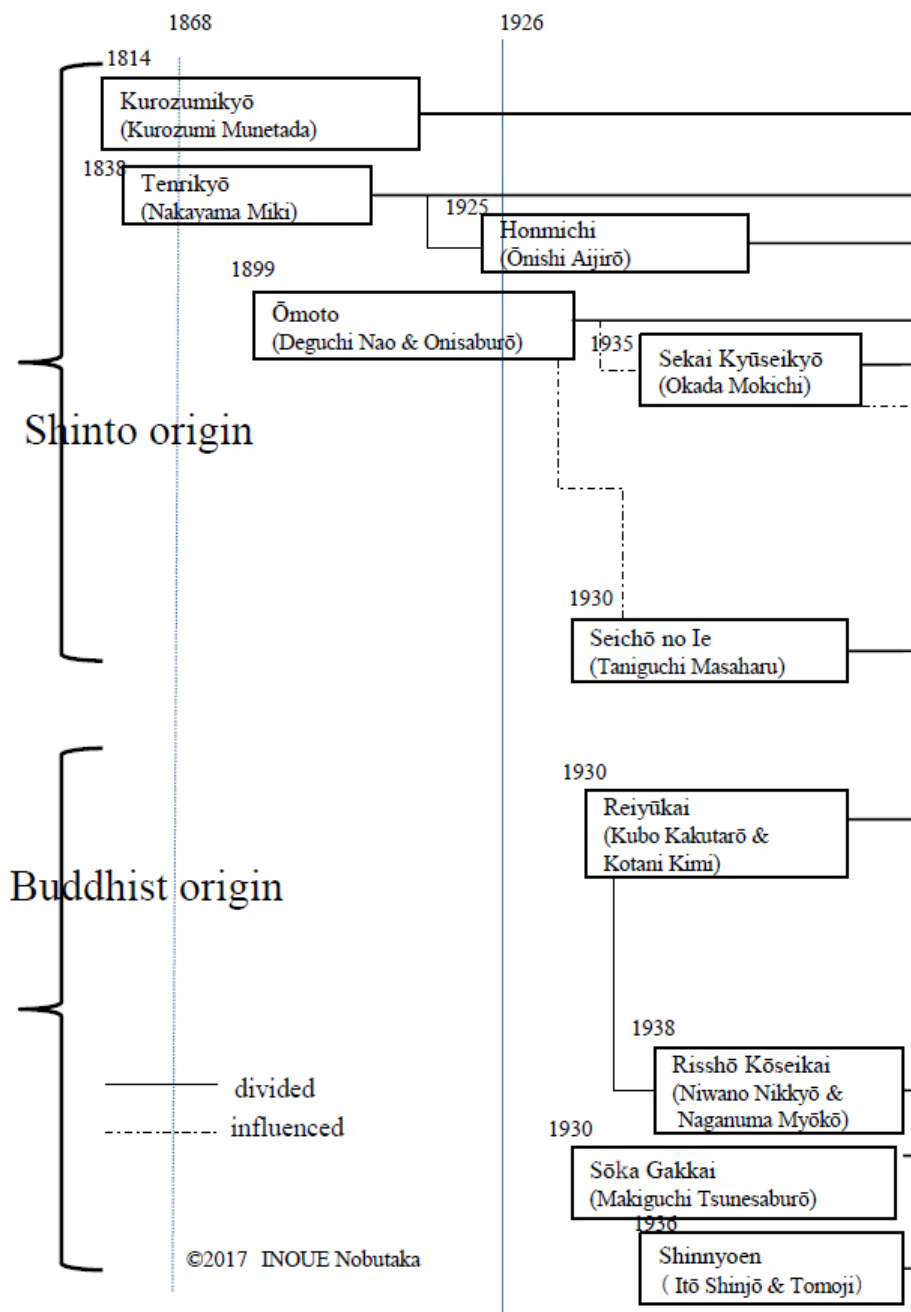 1868
1926
1814
Kurozumikyō
(Kurozumi Munetada)
1838
Tenrikyō
(Nakayama Miki)
1925
Honmichi
(Ōnishi Aijirō)
1899
Ōmoto
(Deguchi Nao & Onisaburō)
1935
Sekai Kyūseikyō
(Okada Mokichi)
Shinto origin
1930
Seichō no Ie
(Taniguchi Masaharu)
1930
Reiyūkai
(Kubo Kakutarō &
Kotani Kimi)
Buddhist origin
1938
Risshō Kōseikai
(Niwano Nikkyō &
Naganuma Myōkō)
divided
influenced
1930
Sōka Gakkai
(Makiguchi Tsunesaburō)
1936
Shinnyoen
( Itō Shinjō & Tomoji)
©2017 INOUE Nobutaka